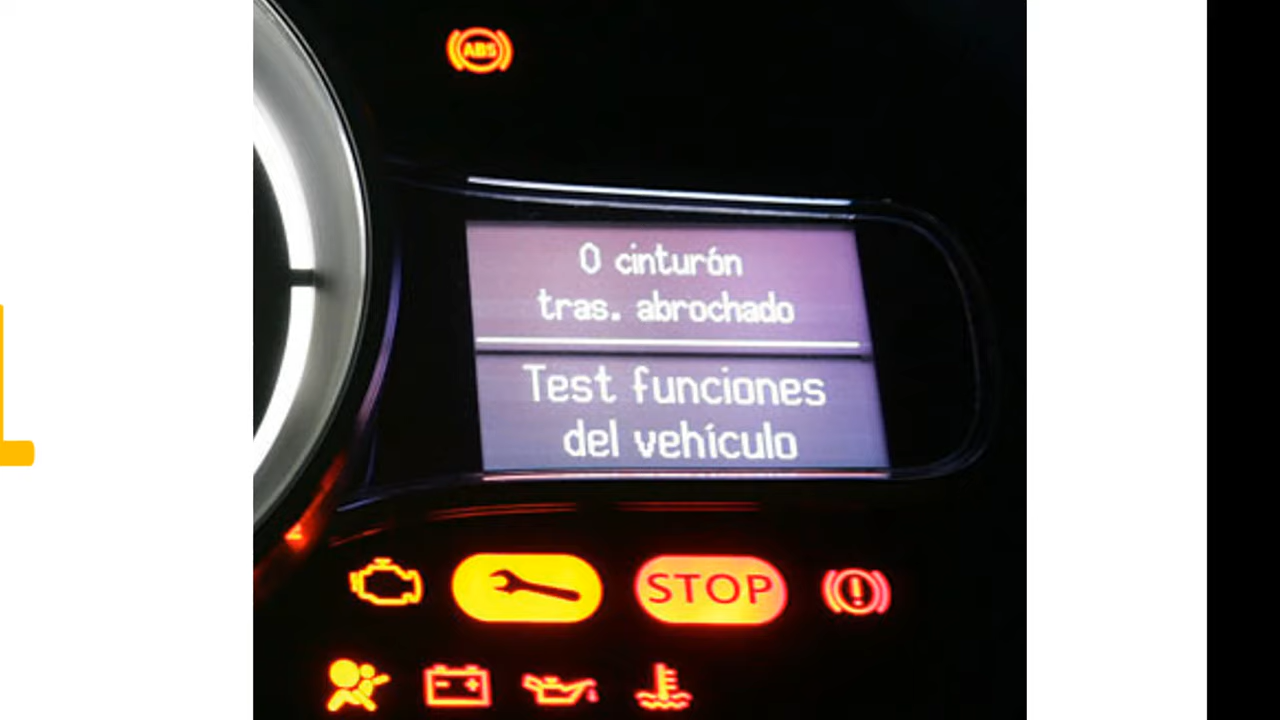 ABS
0 cinturón
tras. abrochado
Test funciones
del vehículo
STOP